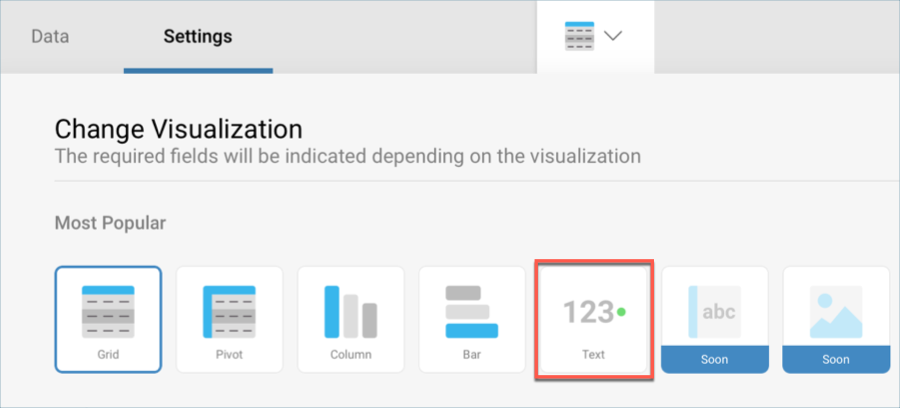 Data Settings
Change Visualization
The required fields will be indicated depending on the visualization
Most Popular
123 abc
Grid Pivot Column Bar Text Soon Soon